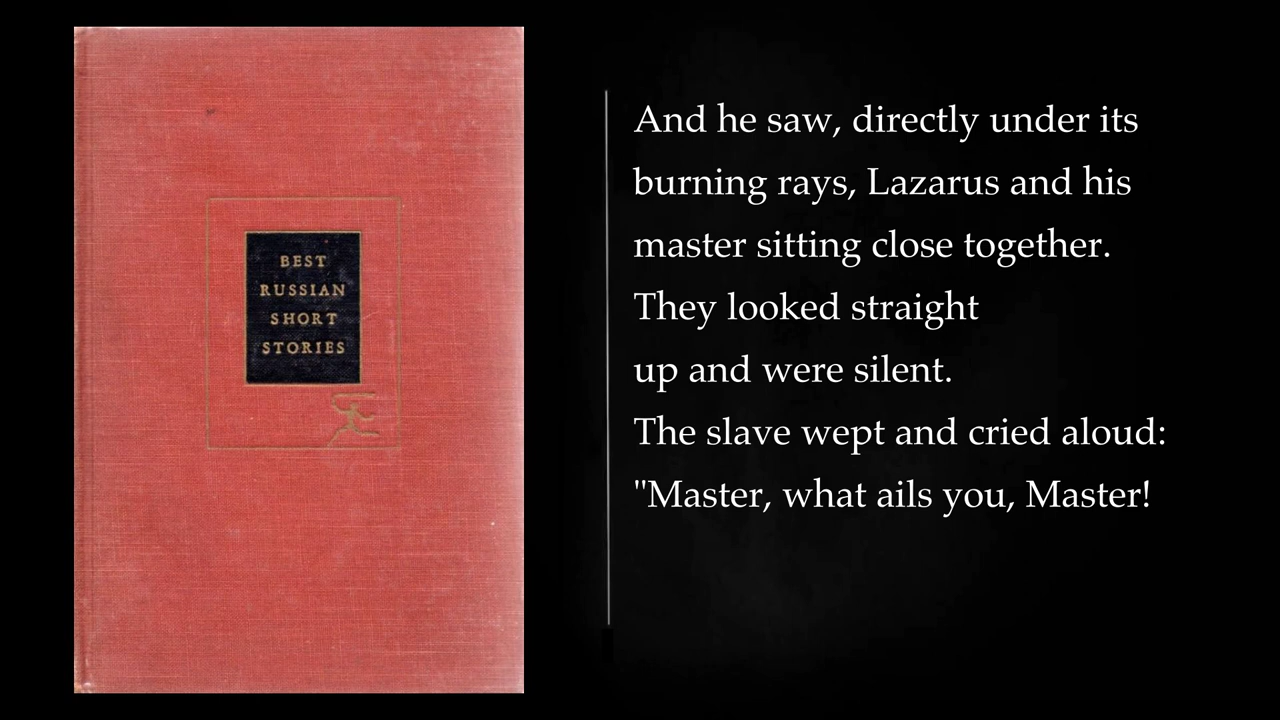 BEST
RUSSIAN
SHORT
STORIES
And he saw, directly under its
burning rays, Lazarus and his
master sitting close together.
They looked straight
up and were silent.
The slave wept and cried aloud:
"Master, what ails you, Master!